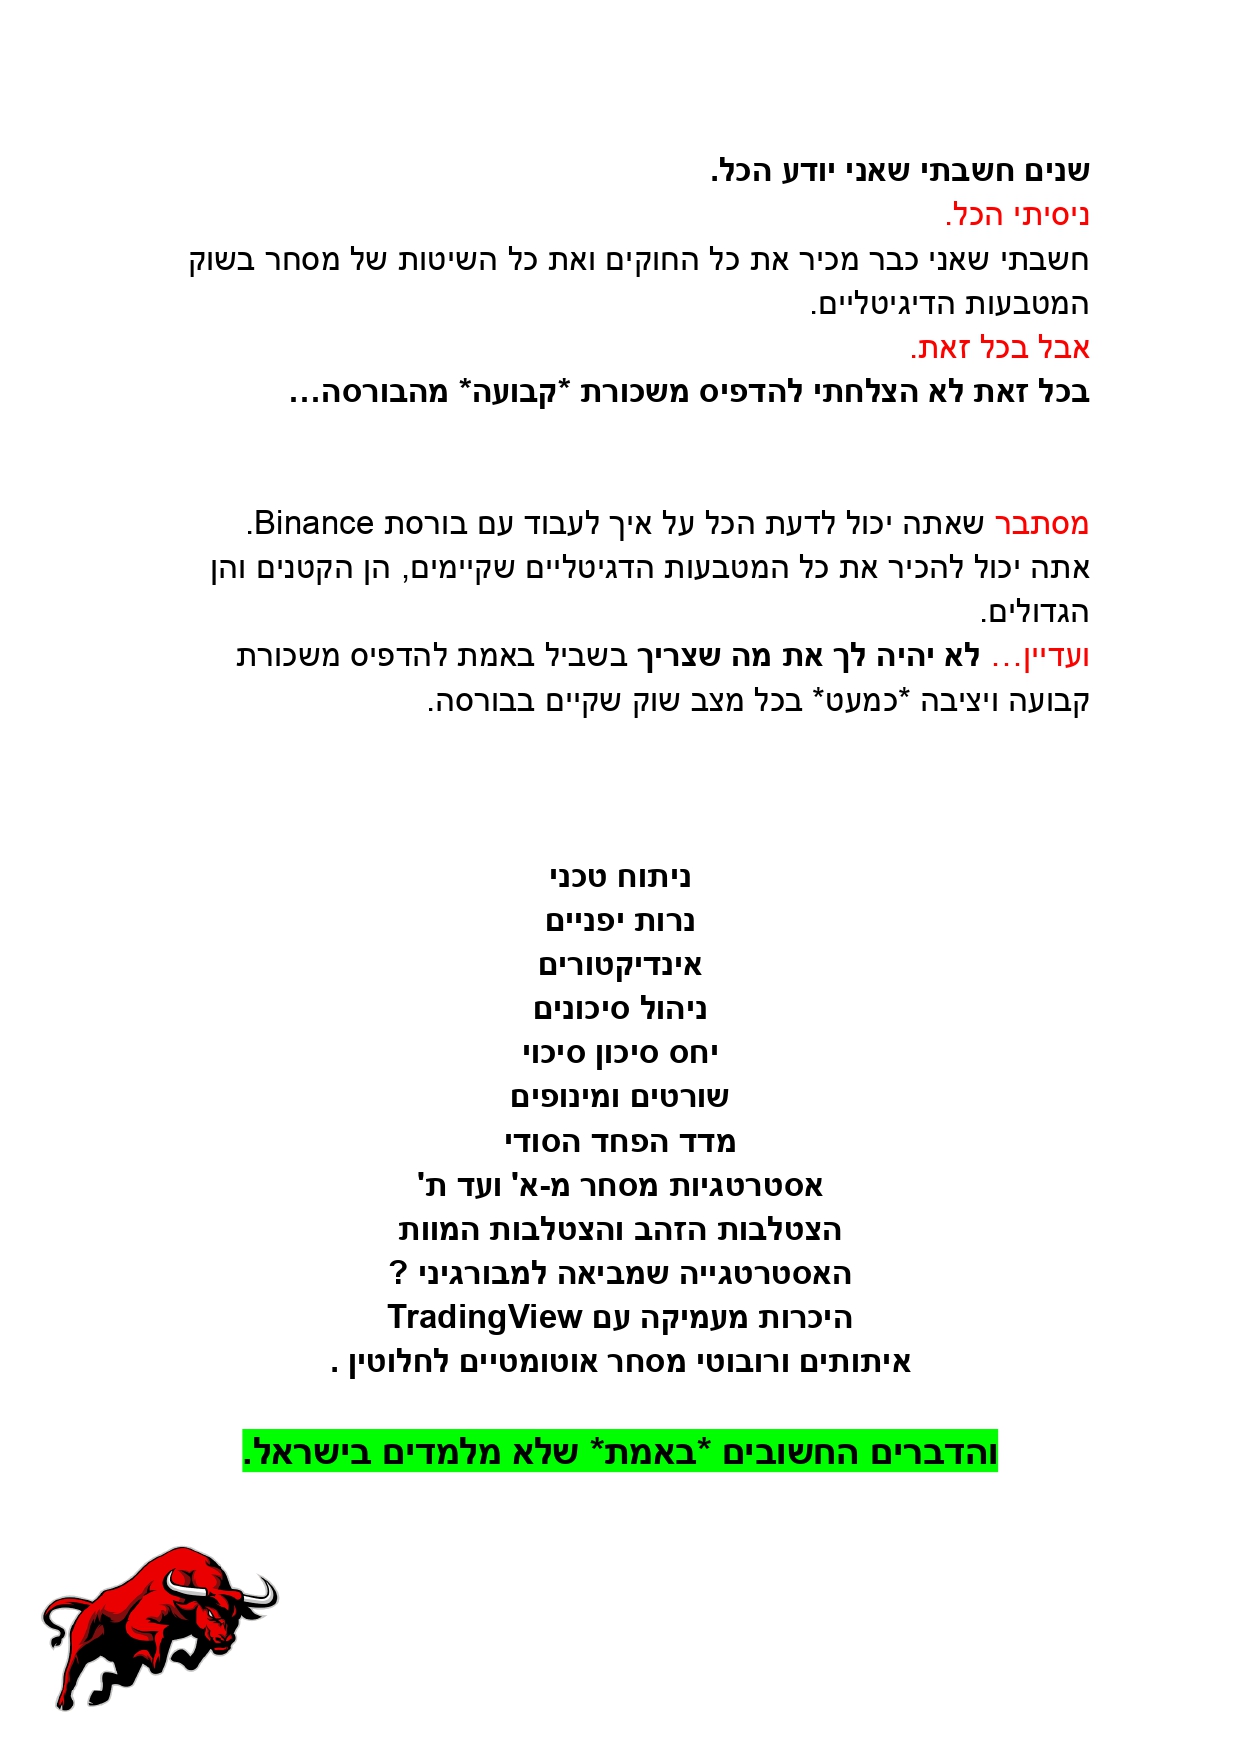 שנים חשבתי שאני יודע הכל.
ניסיתי הכל.
חשבתי שאני כבר מכיר את כל החוקים ואת כל השיטות של מסחר בשוק
המטבעות הדיגיטליים.
אבל בכל זאת.
בכל זאת לא הצלחתי להדפיס משכורת *קבועה* מהבורסה...
מסתבר שאתה יכול לדעת הכל על איך לעבוד עם בורסת Binance.
אתה יכול להכיר את כל המטבעות הדגיטליים שקיימים, הן הקטנים והן
הגדולים.
ועדיין... לא יהיה לך את מה שצריך בשביל באמת להדפיס משכורת
קבועה ויציבה *כמעט* בכל מצב שוק שקיים בבורסה.
ניתוח טכני
נרות יפניים
אינדיקטורים
ניהול סיכונים
יחס סיכון סיכוי
שורטים ומינופים
מדד הפחד הסודי
אסטרטגיות מסחר מ-א' ועד ת'
הצטלבות הזהב והצטלבות המוות
האסטרטגייה שמביאה למבורגיני ?
היכרות מעמיקה עם TradingView
איתותים ורובוטי מסחר אוטומטיים לחלוטין .
והדברים החשובים *באמת* שלא מלמדים בישראל.